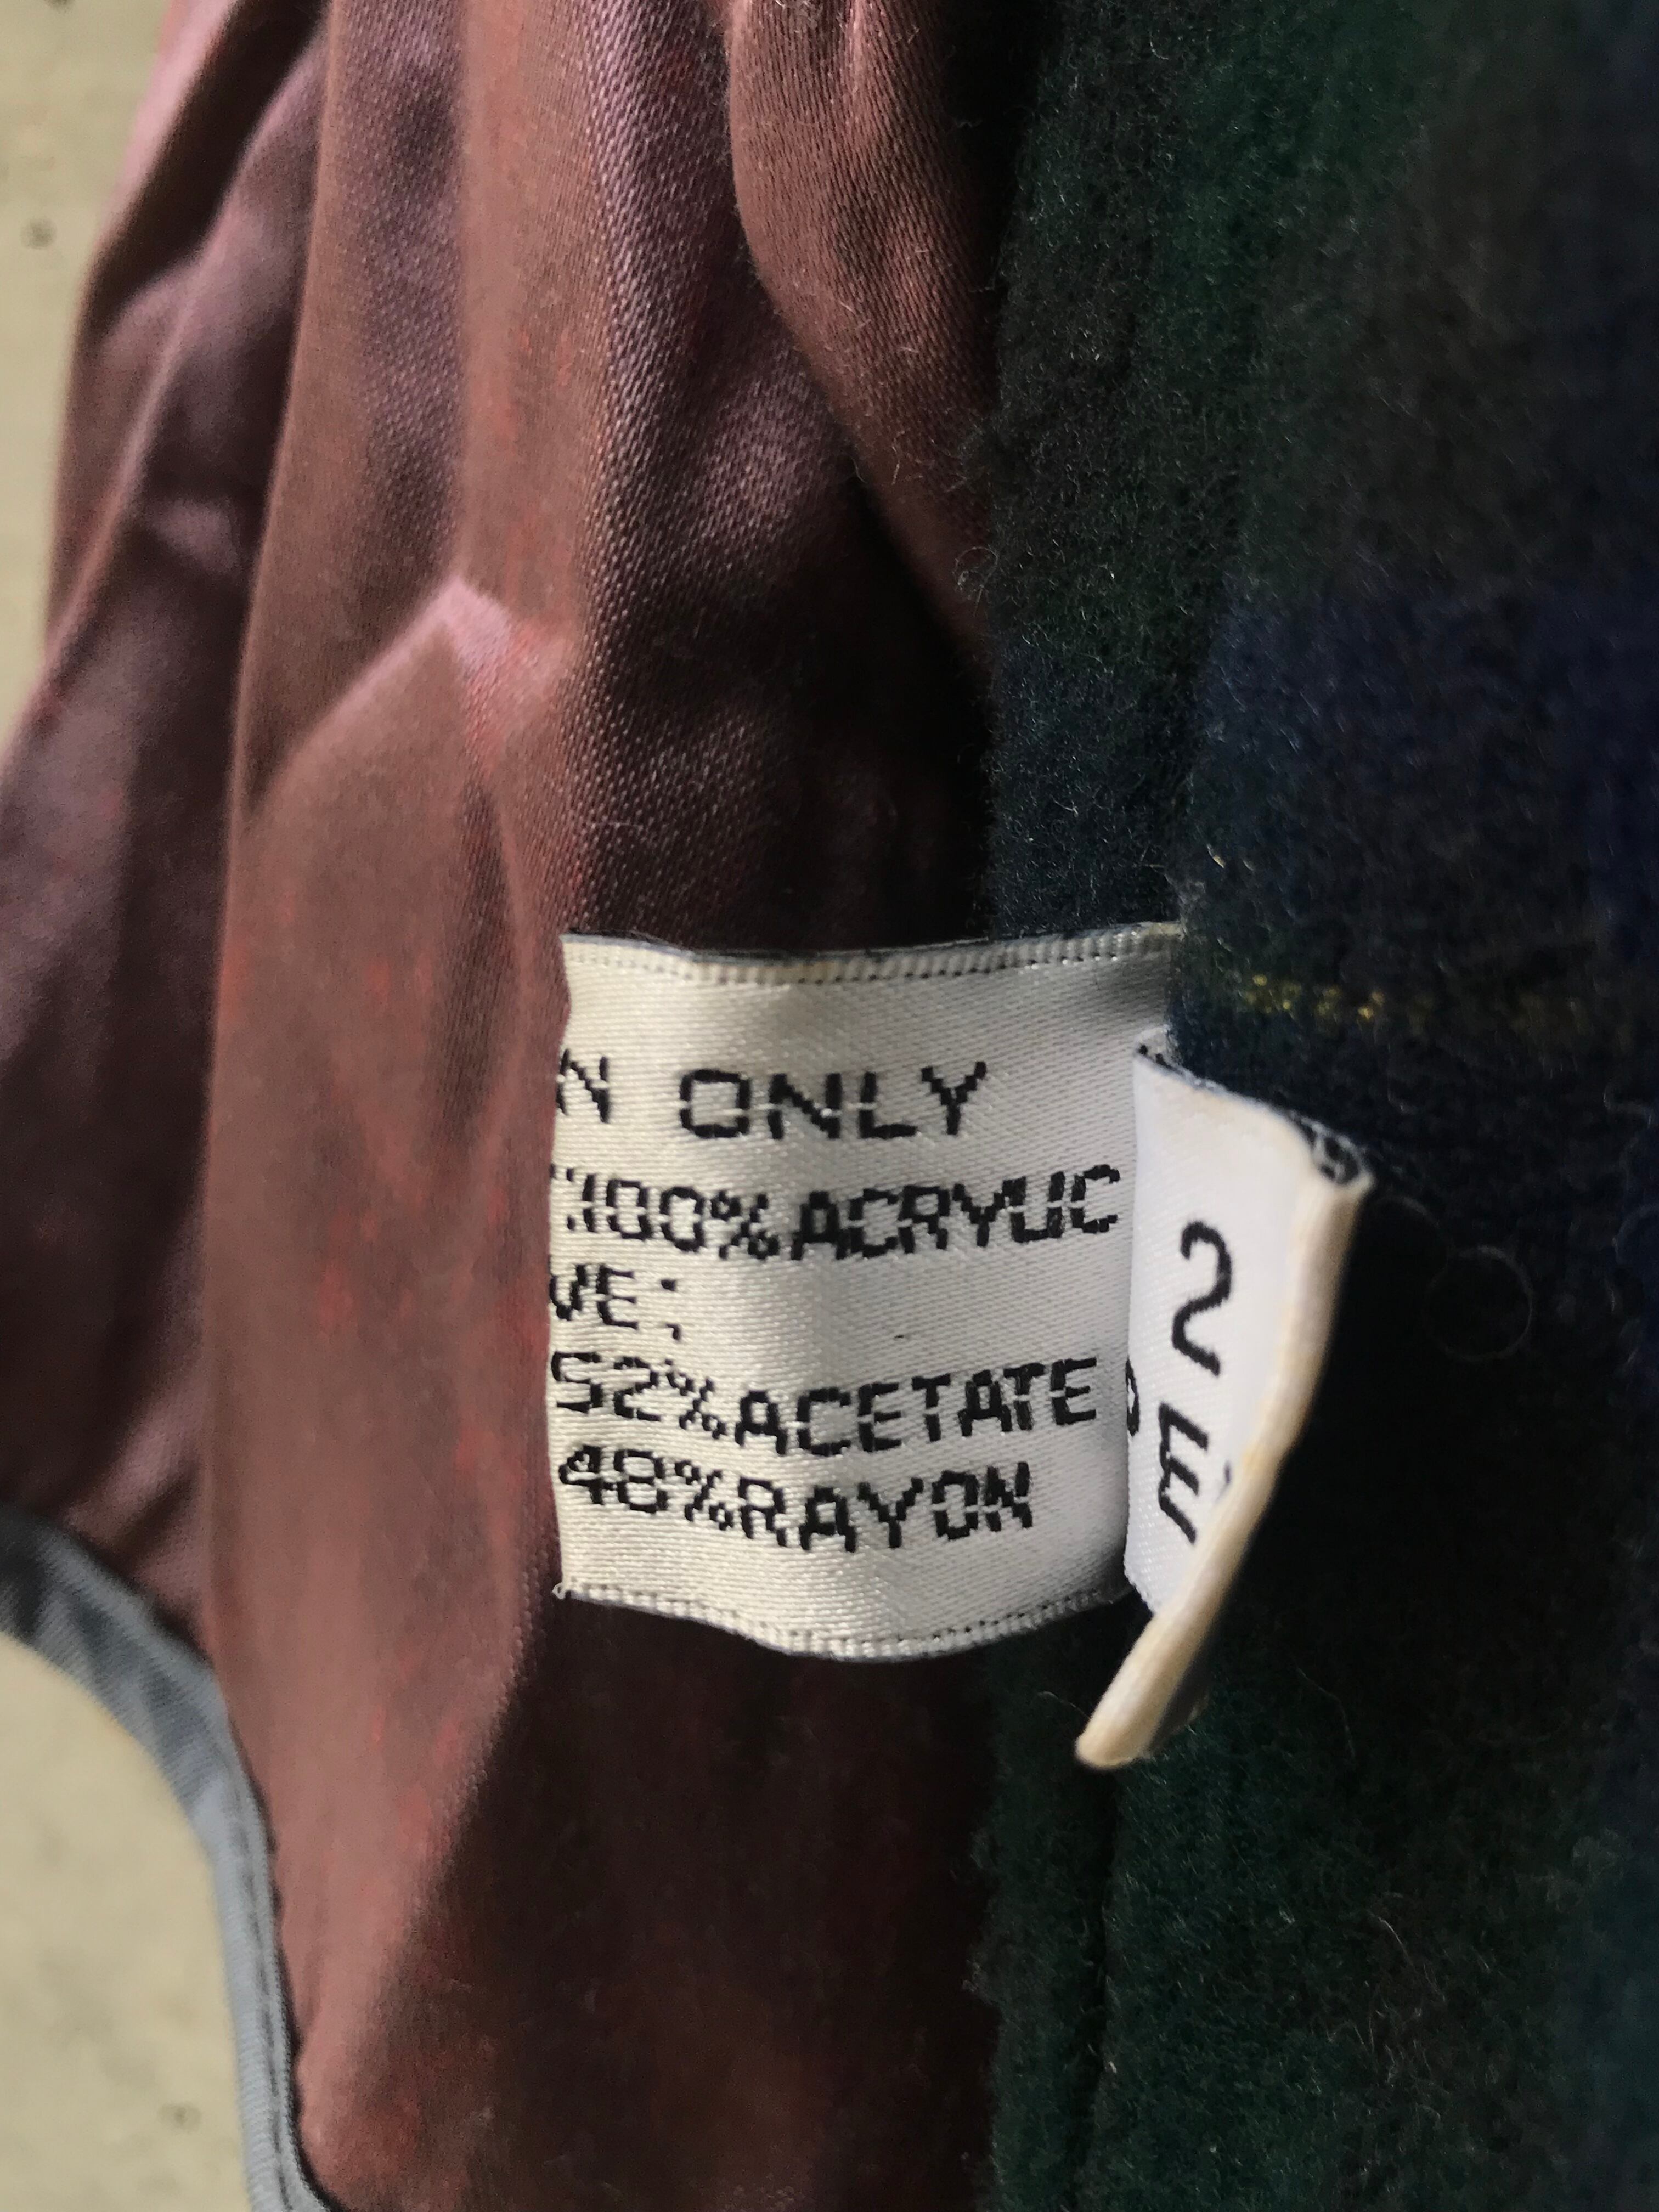 N ONLY
:100%ACRYLIC
VE:
52%ACETATE
48%RAYON
2